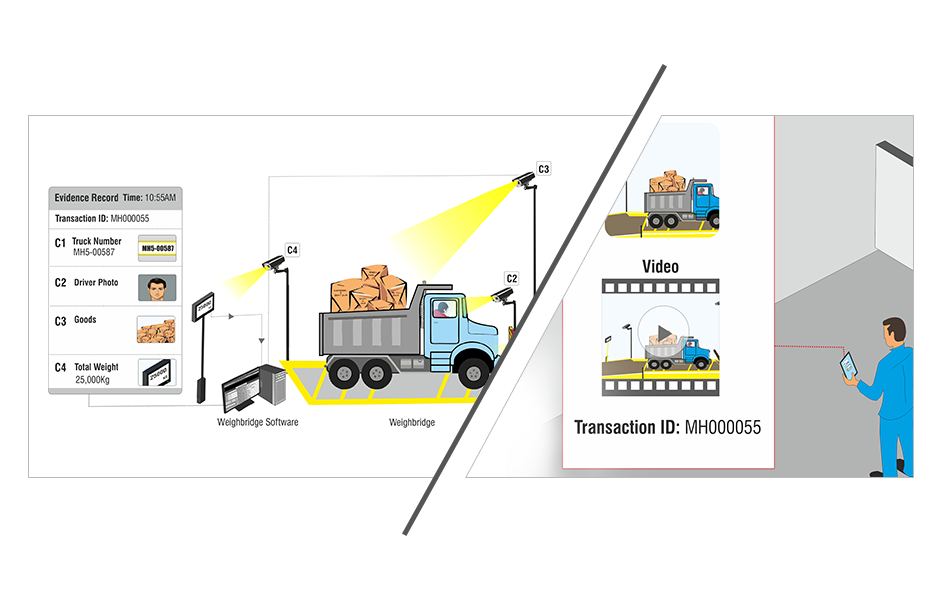 Evidence Record Time: 10:55AM
Transaction ID: MH000055
C1 Truck Number
MH5-00587
MH5-00587
C2 Driver Photo
C3 Goods
C4 Total Weight
25,000Kg
25000
25000
C4
C3
C2
Weighbridge Software
Weighbridge
Video
Transaction ID: MH000055